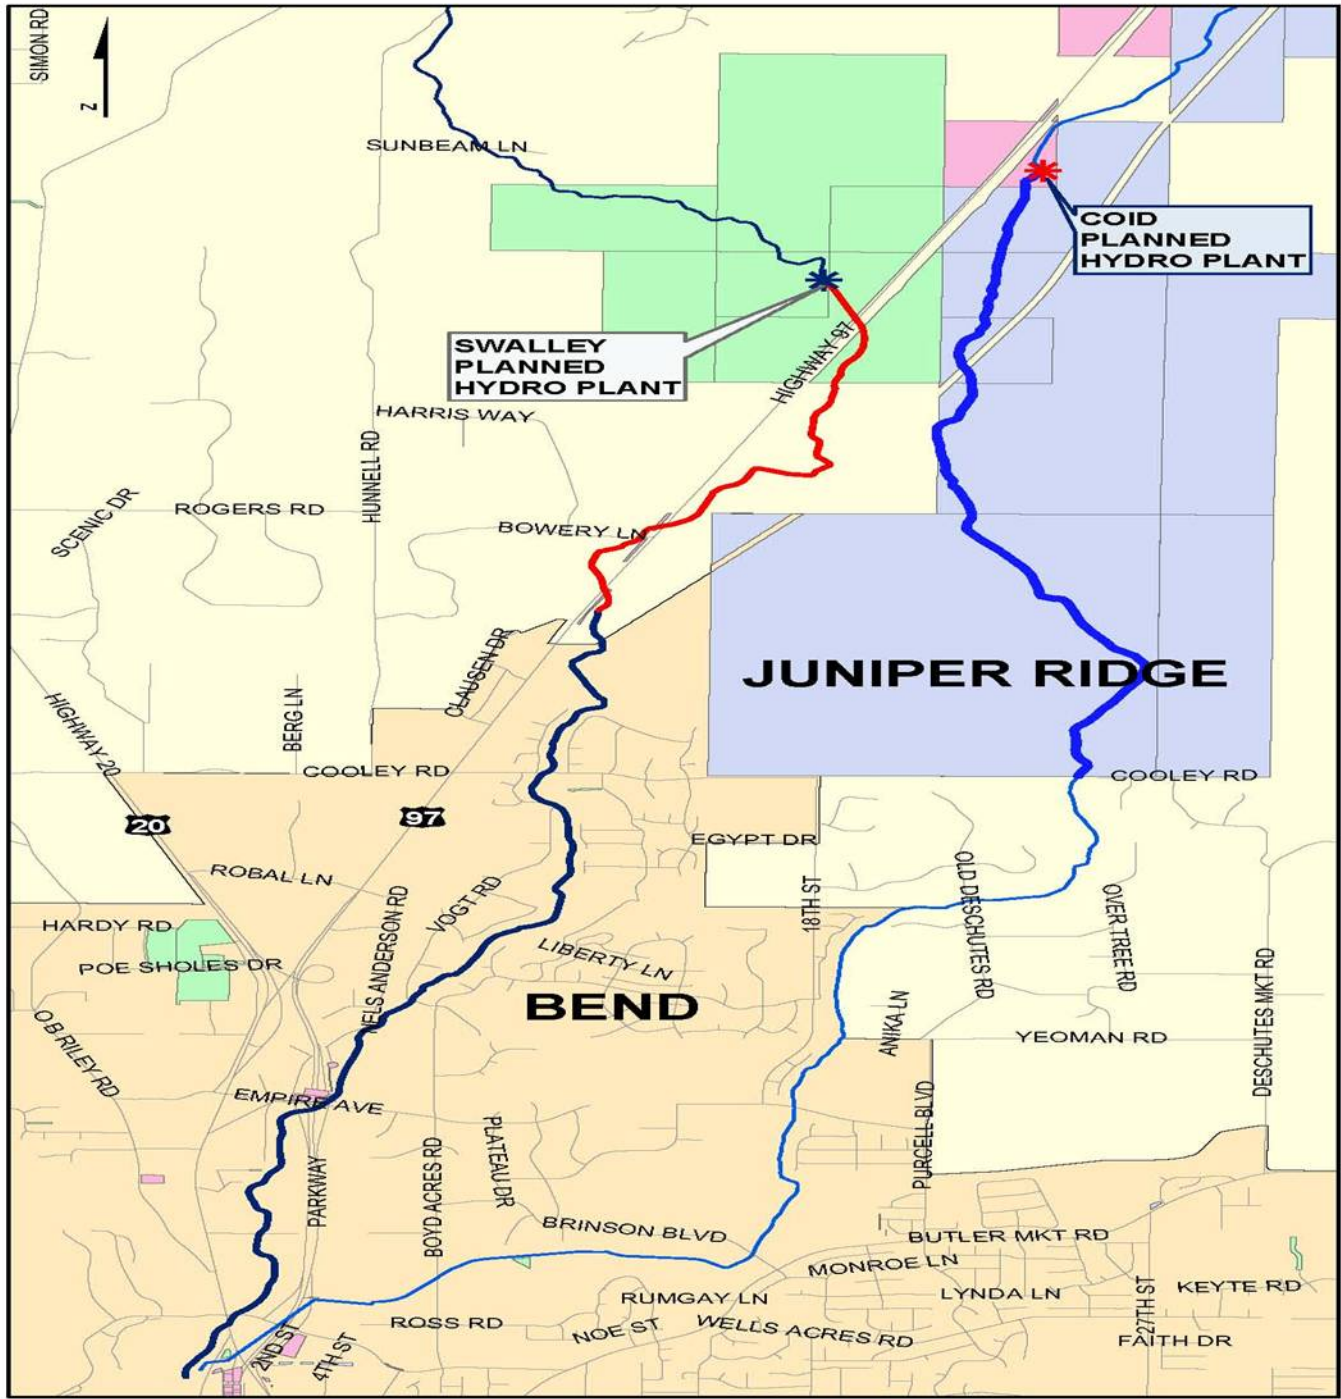 SIMON RD
Z
SUNBEAM LN
COID
PLANNED
HYDRO PLANT
SWALLEY
PLANNED
HYDRO PLANT
HIGHWAY 97
HARRIS WAY
HUNNELL RD
SCENIC DR
ROGERS RD
BOWERY LN
CLAUSEN DR
JUNIPER RIDGE
HIGHWAY 20
BERG LN
COOLEY RD
COOLEY RD
20
97
EGYPT DR
ROBAL LN
VOGT RD
NELS ANDERSON RD
18TH ST
OLD DESCHUTES RD
OVER TREE RD
HARDY RD
POE SHOLES DR
LIBERTY LN
BEND
ANIKA LN
YEOMAN RD
DESCHUTES MKT RD
OB RILEY RD
EMPIRE AVE
PLATEAU DR
PURCELL BLVD
PARKWAY
BOYD ACRES RD
BRINSON BLVD
BUTLER MKT RD
MONROE LN
RUMGAY LN
LYNDA LN
27TH ST
KEYTE RD
ROSS RD
NOE ST
WELLS ACRES RD
FAITH DR
2ND ST
4TH ST